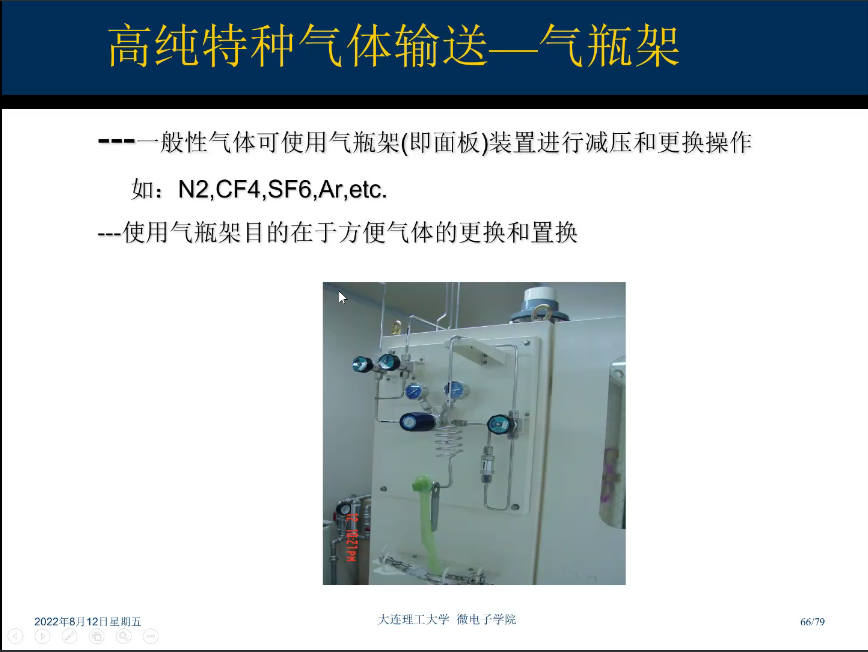 高纯特种气体输送—气瓶架
---一般性气体可使用气瓶架(即面板)装置进行减压和更换操作
如：N2,CF4,SF6,Ar,etc.
---使用气瓶架目的在于方便气体的更换和置换
2022年8月12日星期五
大连理工大学 微电子学院
66/79